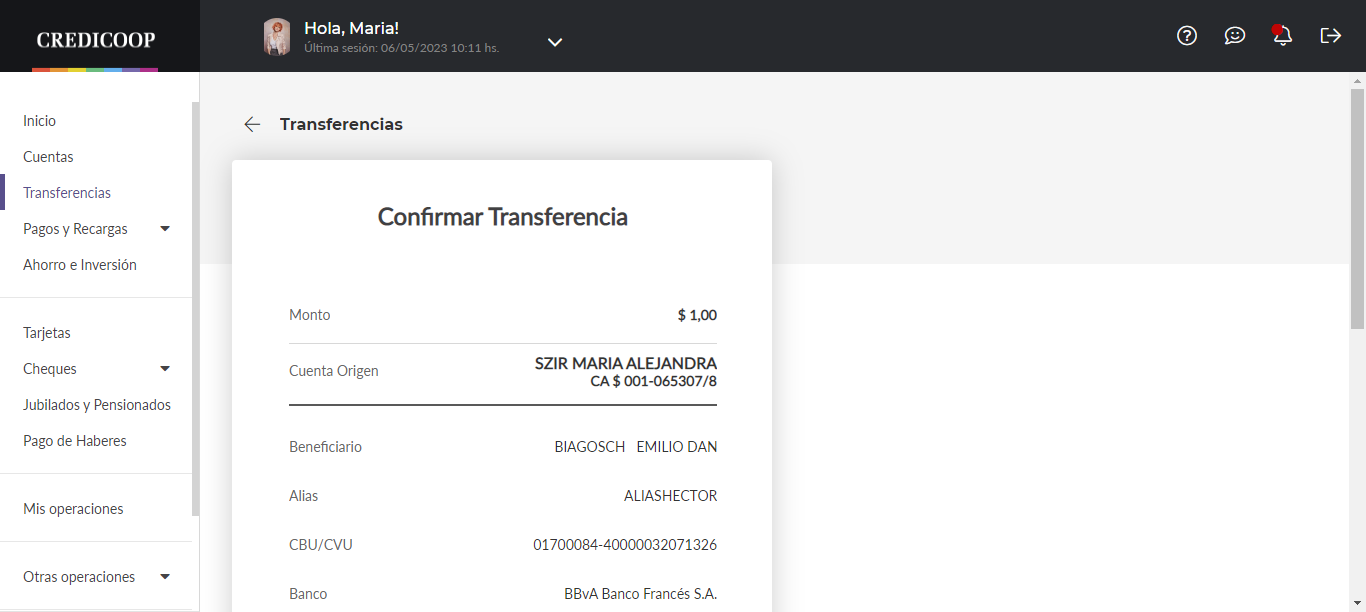 CREDICOOP
Hola, Maria!
Última sesión: 06/05/2023 10:11 hs.
Inicio
Cuentas
Transferencias
Pagos y Recargas
Ahorro e Inversión
Tarjetas
Cheques
Jubilados y Pensionados
Pago de Haberes
Mis operaciones
Otras operaciones
Transferencias
Confirmar Transferencia
Monto $ 1,00
Cuenta Origen SZIR MARIA ALEJANDRA
CA $ 001-065307/8
Beneficiario BIAGOSCH EMILIO DAN
Alias ALIASHECTOR
CBU/CVU 01700084-40000032071326
Banco BBvA Banco Francés S.A.